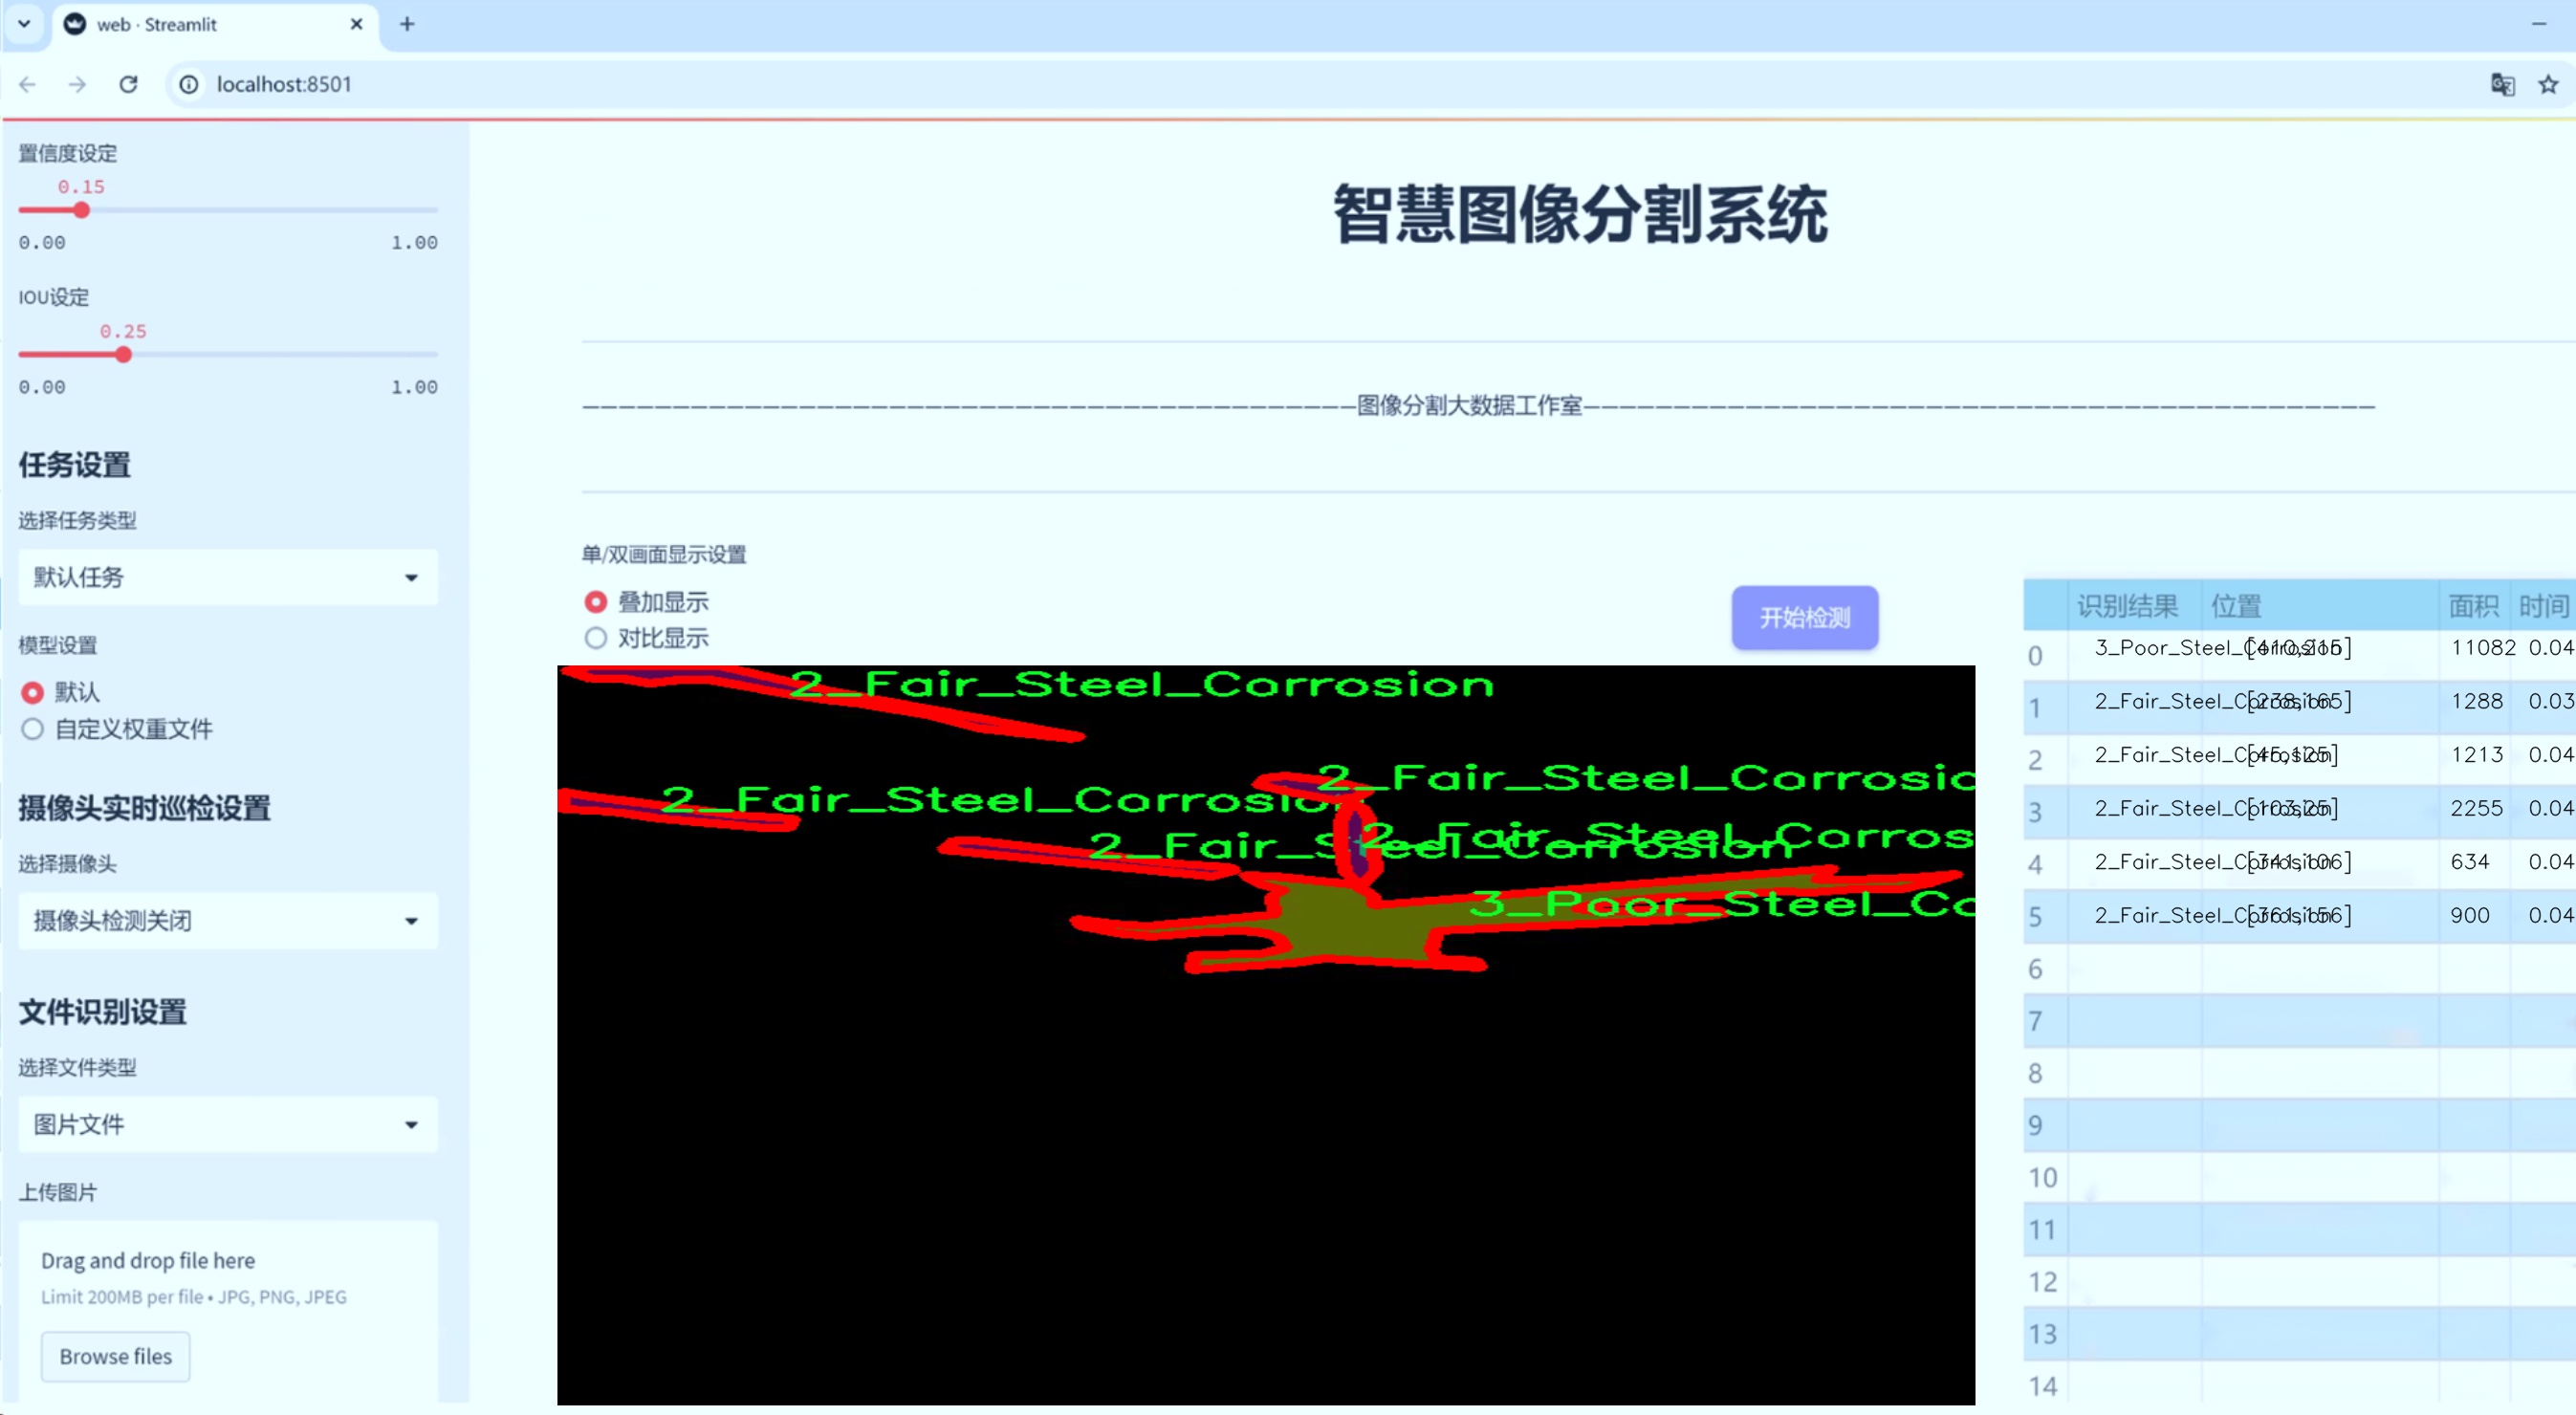 web · Streamlit
localhost:8501
置信度设定
0.15
0.00 1.00
IOU设定
0.25
0.00 1.00
任务设置
选择任务类型
默认任务
模型设置
默认
自定义权重文件
摄像头实时巡检设置
选择摄像头
摄像头检测关闭
文件识别设置
选择文件类型
图片文件
上传图片
Drag and drop file here
Limit 200MB per file • JPG, PNG, JPEG
Browse files
智慧图像分割系统
图像分割大数据工作室
单/双画面显示设置
叠加显示
对比显示
开始检测
2_Fair_Steel_Corrosion
2_Fair_Steel_Corrosic
2_Fair_Steel_Corrosion
2_Fair_Steel_Corros
2_Fair_Steel_Corrosion
3_Poor_Steel_Co
识别结果 位置 面积 时间
0 3_Poor_Steel_Corrosion [410,215] 11082 0.04
1 2_Fair_Steel_Corrosion [238,165] 1288 0.03
2 2_Fair_Steel_Corrosion [45,125] 1213 0.04
3 2_Fair_Steel_Corrosion [103,25] 2255 0.04
4 2_Fair_Steel_Corrosion [341,106] 634 0.04
5 2_Fair_Steel_Corrosion [361,156] 900 0.04
6
7
8
9
10
11
12
13
14